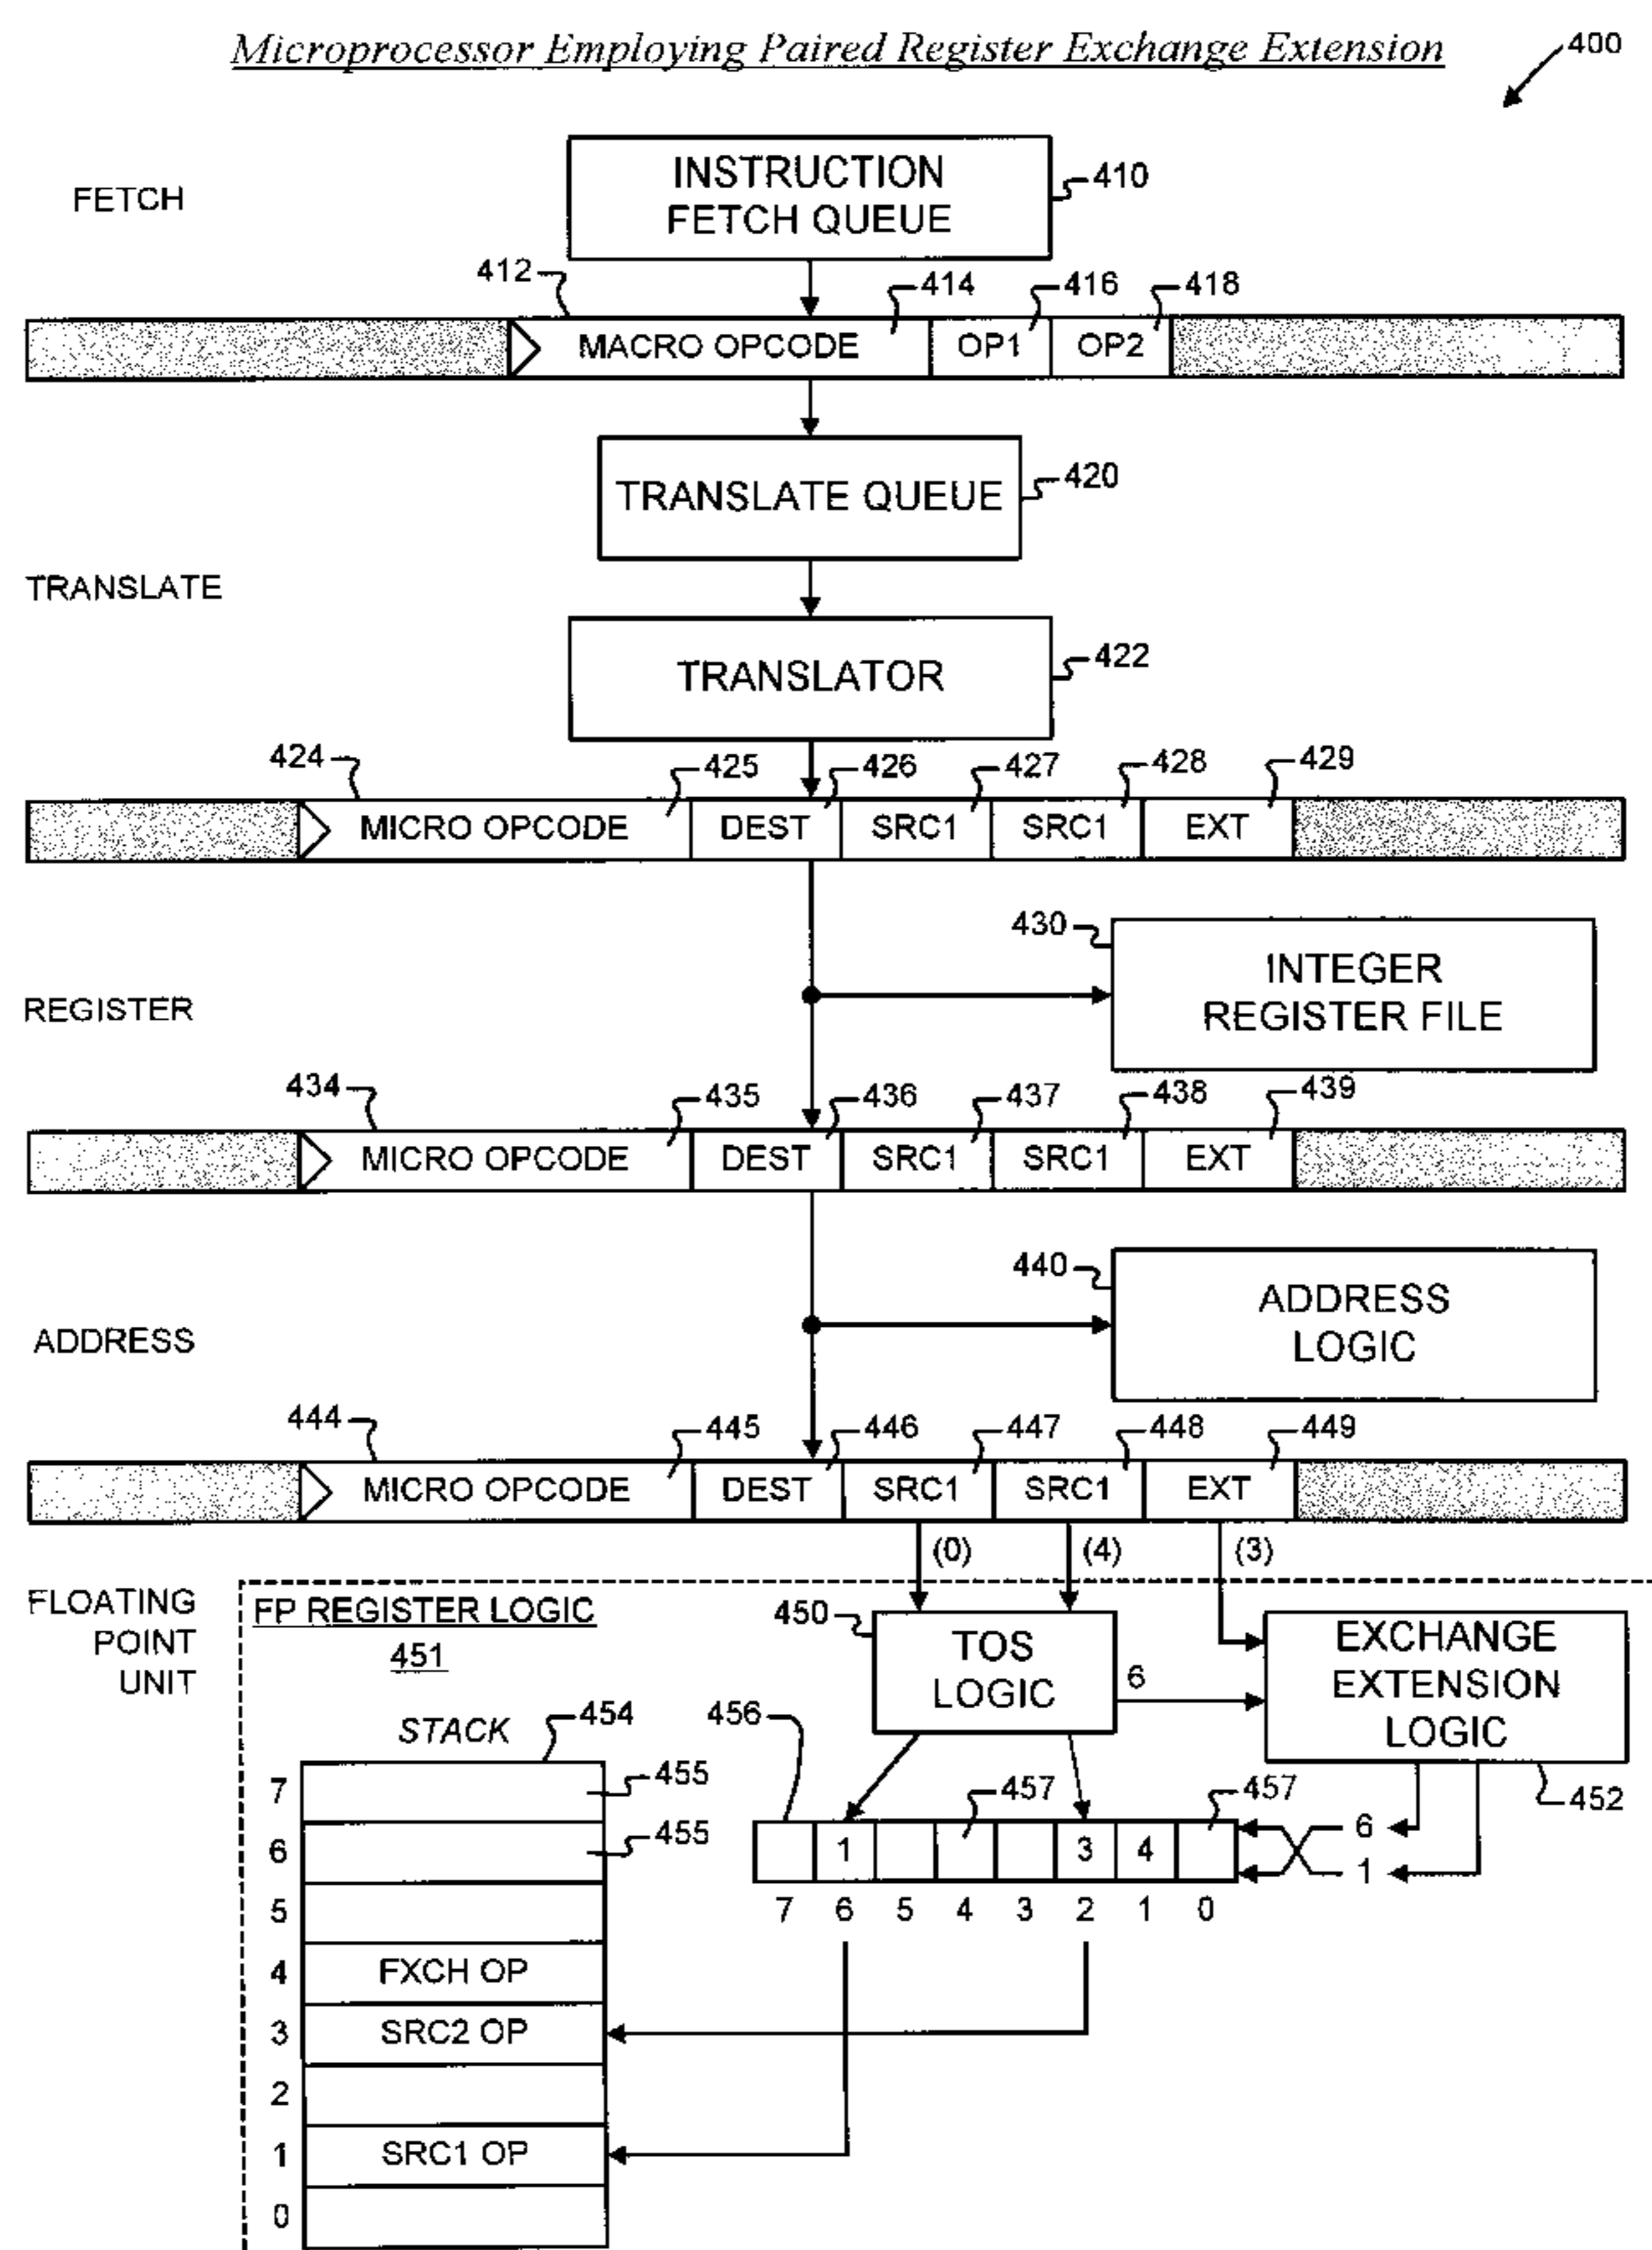 Microprocessor Employing Paired Register Exchange Extension
400
FETCH
INSTRUCTION
FETCH QUEUE
410
412
414
416
418
MACRO OPCODE OP1 OP2
TRANSLATE QUEUE
420
TRANSLATE
TRANSLATOR
422
424
425
426
427
428
429
MICRO OPCODE DEST SRC1 SRC1 EXT
430
INTEGER
REGISTER FILE
REGISTER
434
435
436
437
438
439
MICRO OPCODE DEST SRC1 SRC1 EXT
440
ADDRESS
LOGIC
ADDRESS
444
445
446
447
448
449
MICRO OPCODE DEST SRC1 SRC1 EXT
(0) (4) (3)
FLOATING
POINT
UNIT
FP REGISTER LOGIC
451
450
TOS
LOGIC
6
EXCHANGE
EXTENSION
LOGIC
452
STACK
454
456
457
457
1 3 4
7 6 5 4 3 2 1 0
6
1
7
455
6
455
5
4 FXCH OP
3 SRC2 OP
2
1 SRC1 OP
0